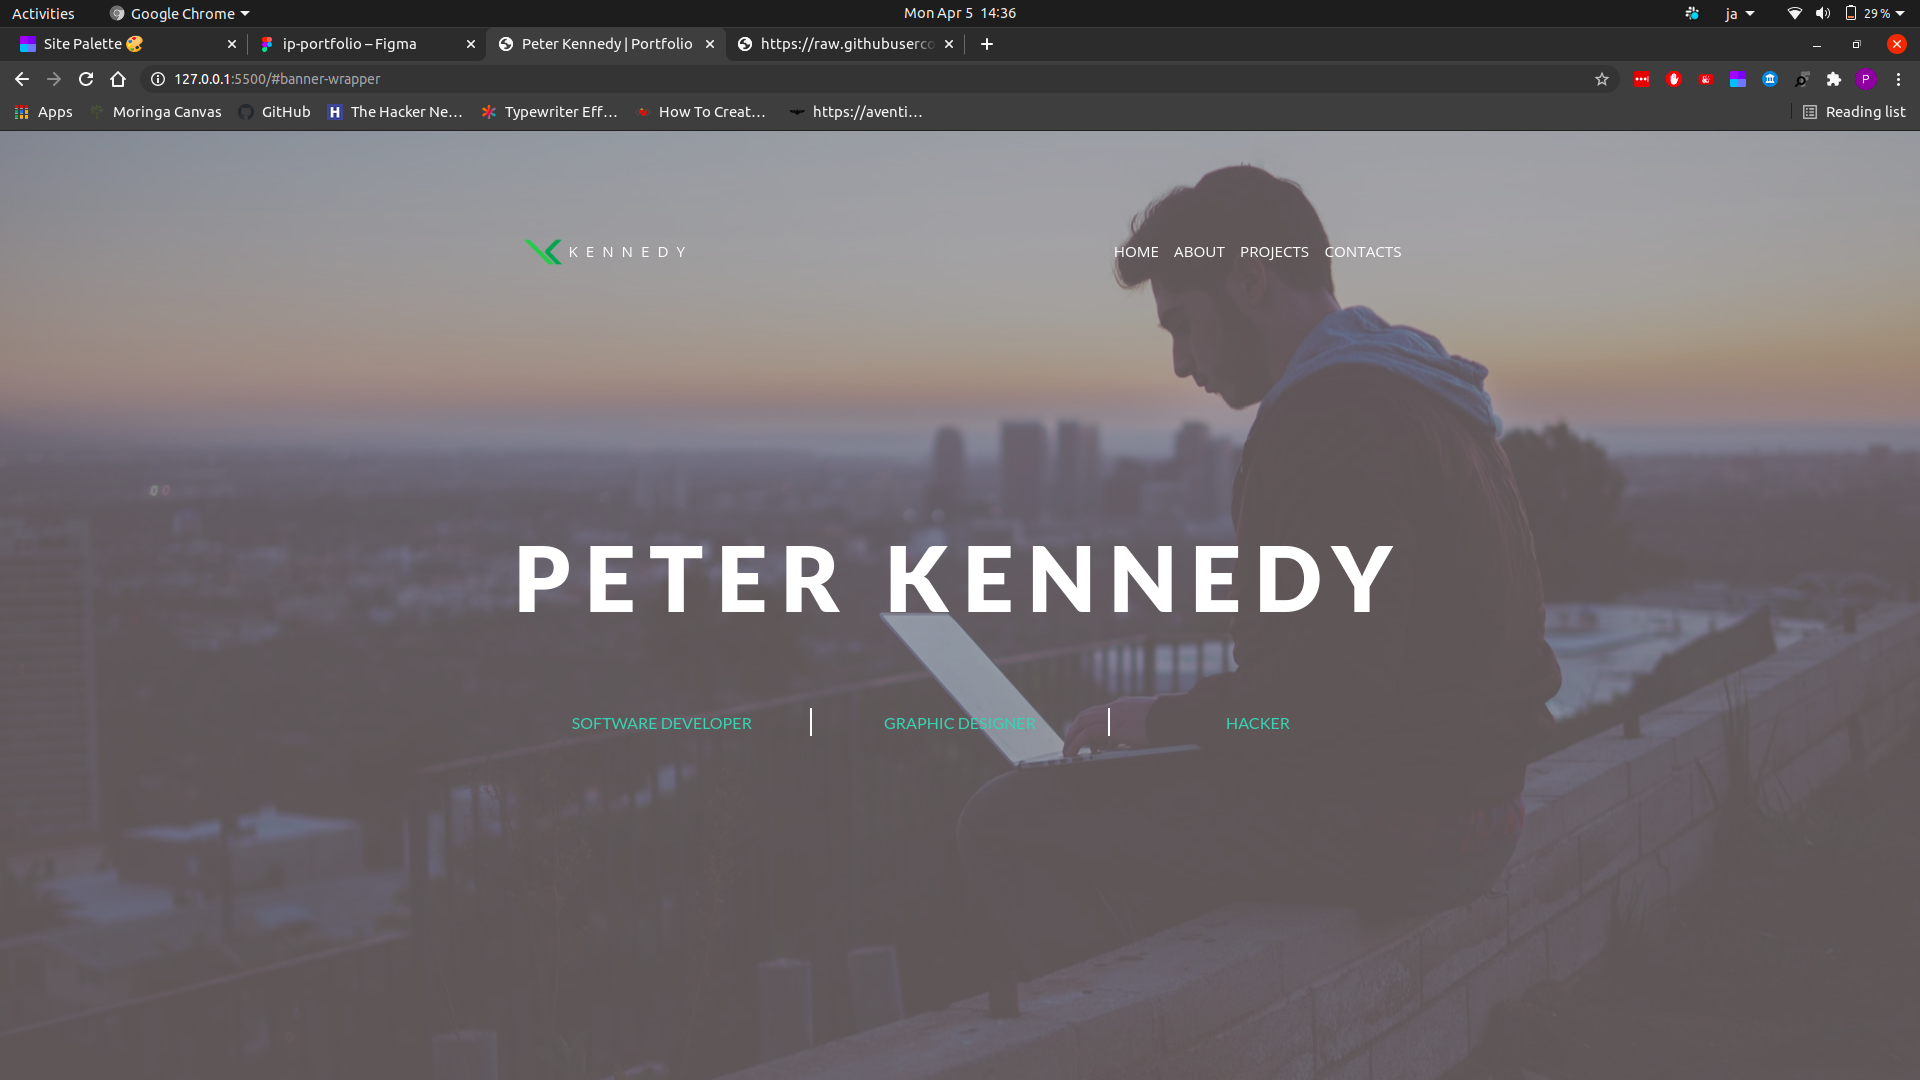 Activities
Google Chrome
Mon Apr 5 14:36
ja
29 %
Site Palette
ip-portfolio – Figma
Peter Kennedy | Portfolio
https://raw.githubuserco
127.0.0.1:5500/#banner-wrapper
P
Apps
Moringa Canvas
GitHub
H
The Hacker Ne...
Typewriter Eff...
How To Creat...
https://aventi...
Reading list
KENNEDY
HOME ABOUT PROJECTS CONTACTS
PETER KENNEDY
SOFTWARE DEVELOPER
GRAPHIC DESIGNER
HACKER